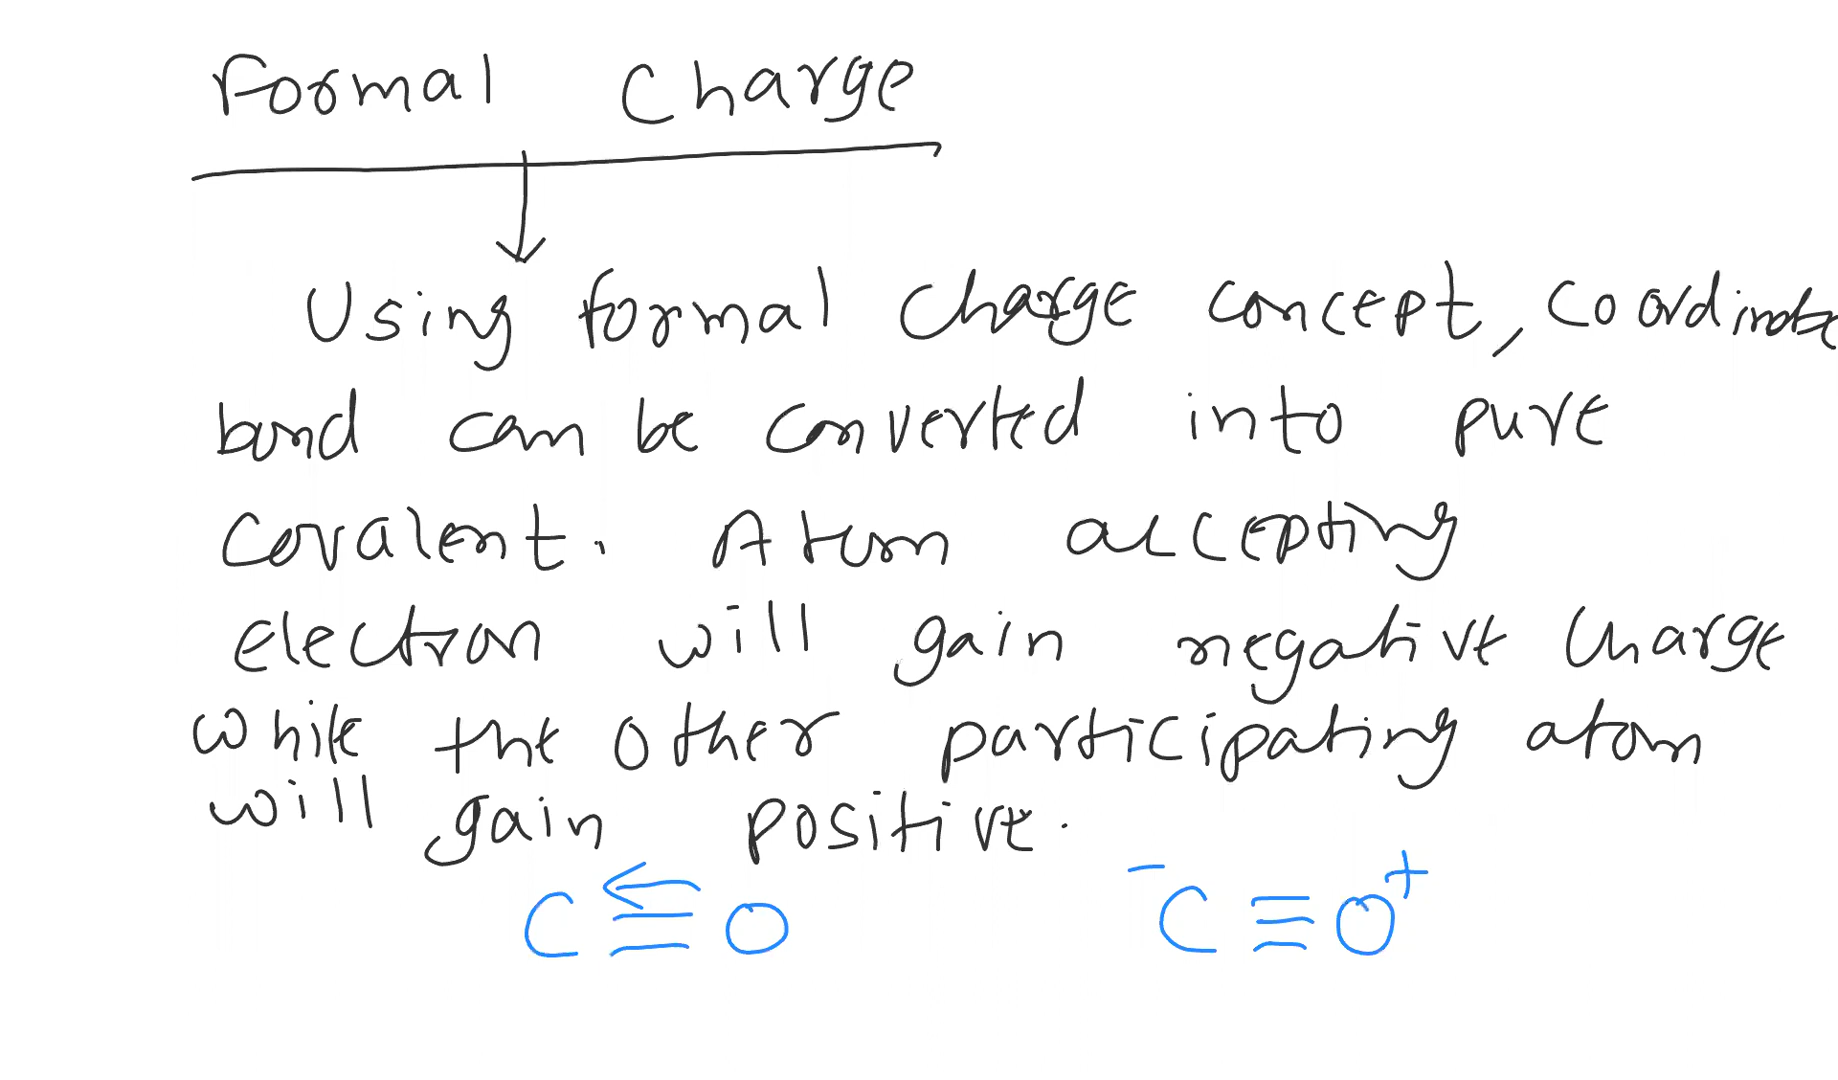 Formal Charge
Using formal charge concept, coordinate
bond can be converted into pure
covalent. Atom accepting
electron will gain negative charge
while the other participating atom
will gain positive.
C ⇐ O -C≡O+